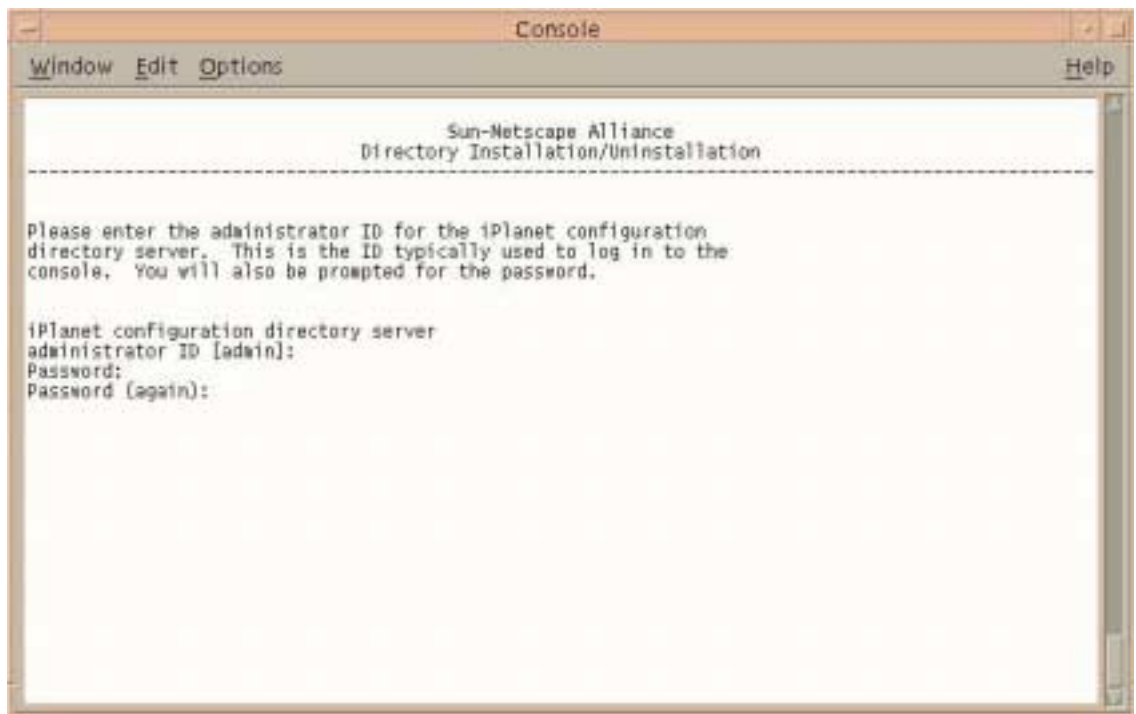 Console
Window Edit Options Help
Sun-Netscape Alliance
Directory Installation/Uninstallation
--------------------------------------------------------------------------------
Please enter the administrator ID for the iPlanet configuration
directory server. This is the ID typically used to log in to the
console. You will also be prompted for the password.
iPlanet configuration directory server
administrator ID [admin]:
Password:
Password (again):